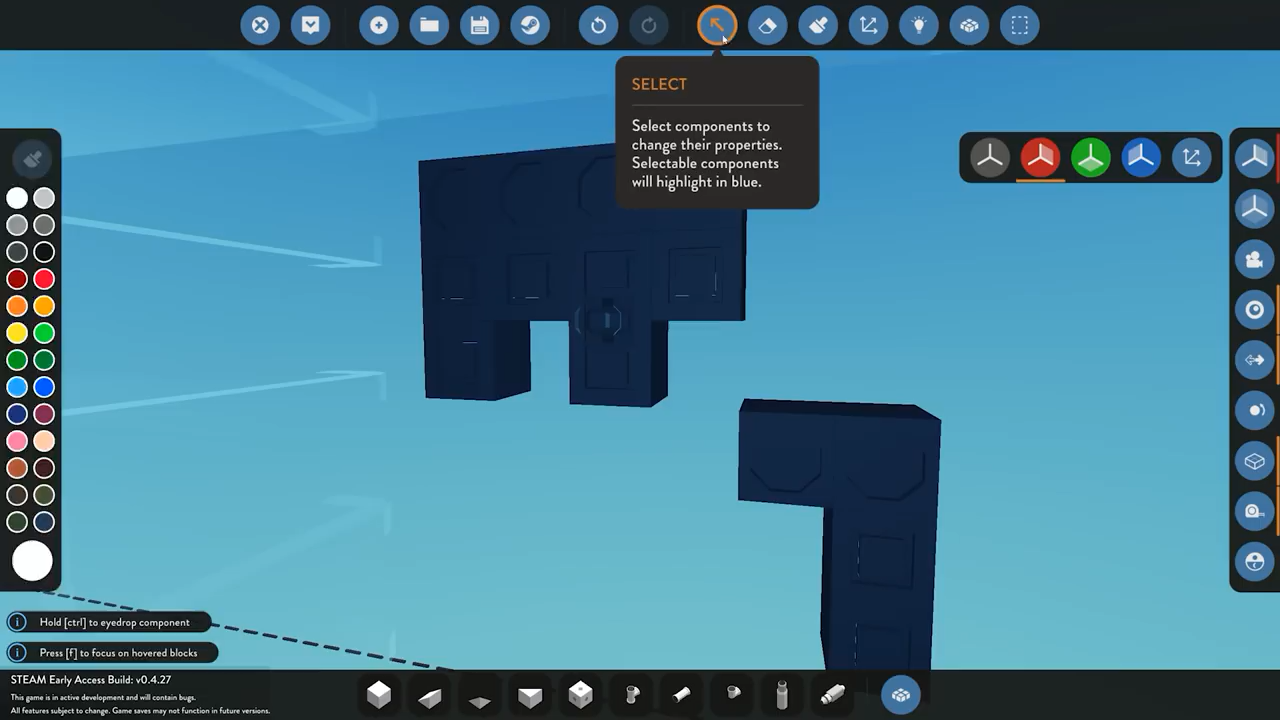 SELECT
Select components to
change their properties.
Selectable components
will highlight in blue.
Hold [ctrl] to eyedrop component
Press [f] to focus on hovered blocks
STEAM Early Access Build: v0.4.27
This game is in active development and will contain bugs.
All features subject to change. Game saves may not function in future versions.